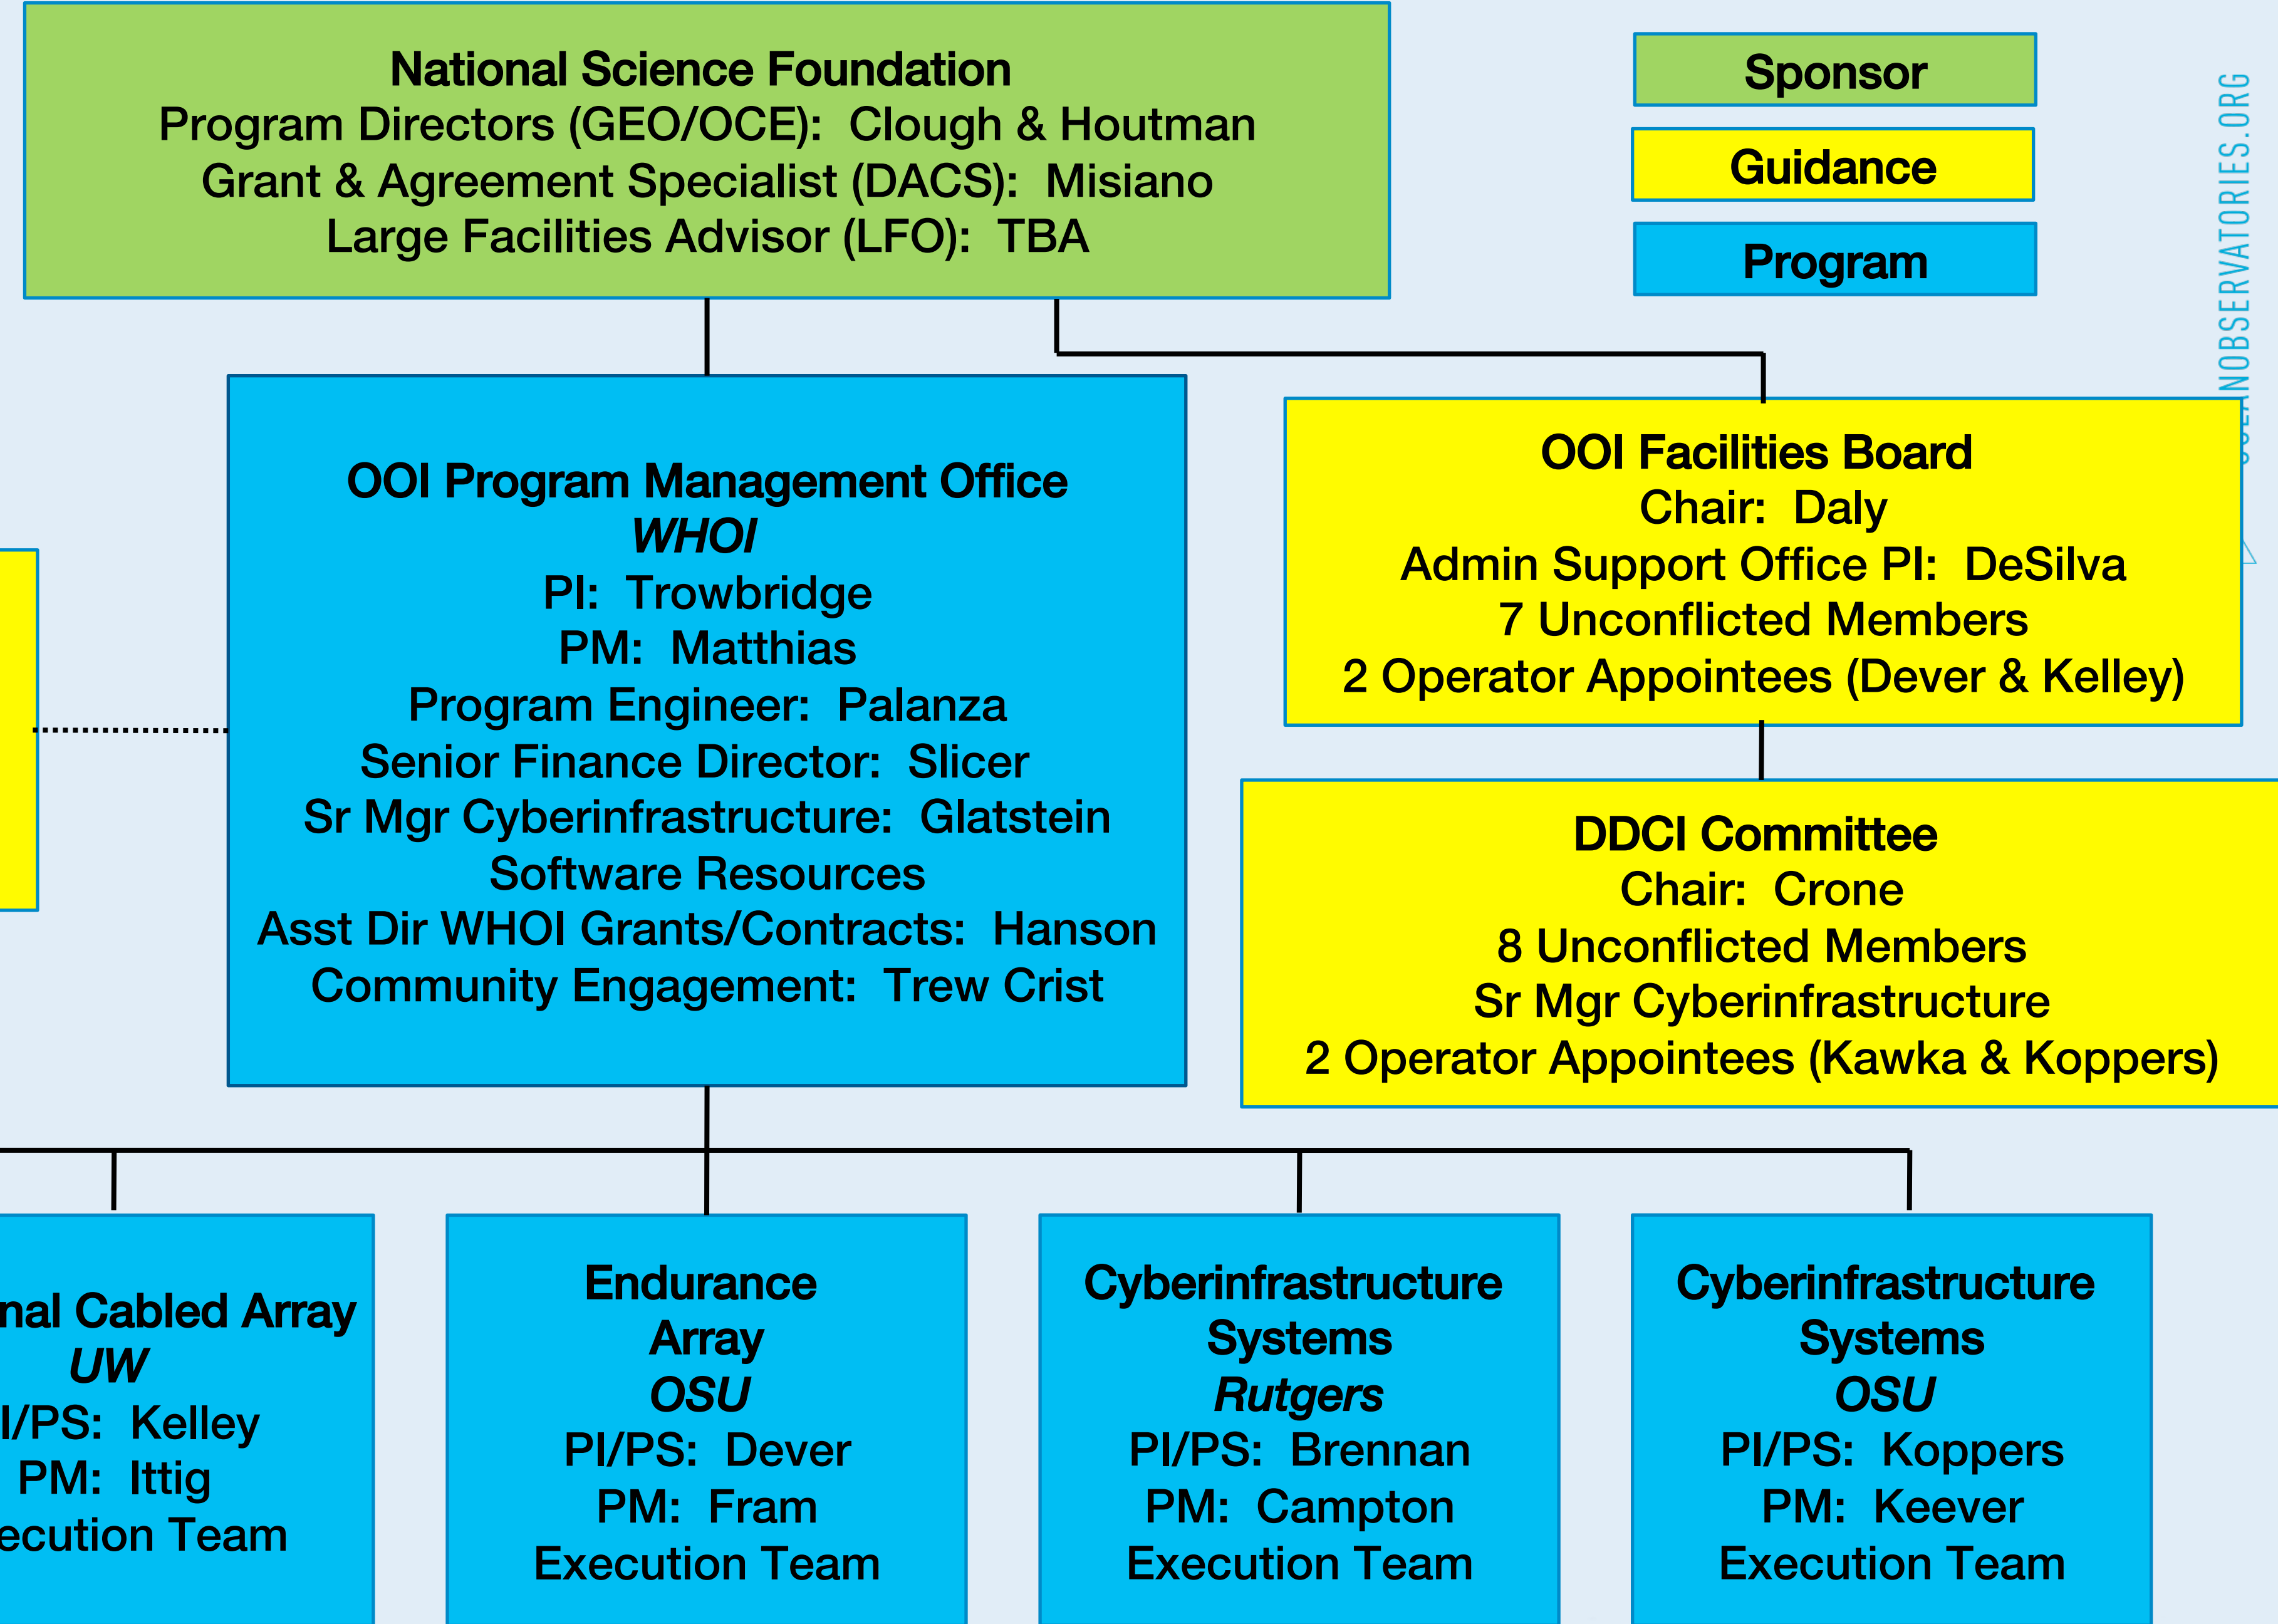 National Science Foundation
Program Directors (GEO/OCE): Clough & Houtman
Grant & Agreement Specialist (DACS): Misiano
Large Facilities Advisor (LFO): TBA
Sponsor
Guidance
Program
OOI Program Management Office
WHOI
PI: Trowbridge
PM: Matthias
Program Engineer: Palanza
Senior Finance Director: Slicer
Sr Mgr Cyberinfrastructure: Glatstein
Software Resources
Asst Dir WHOI Grants/Contracts: Hanson
Community Engagement: Trew Crist
OOI Facilities Board
Chair: Daly
Admin Support Office PI: DeSilva
7 Unconflicted Members
2 Operator Appointees (Dever & Kelley)
DDCI Committee
Chair: Crone
8 Unconflicted Members
Sr Mgr Cyberinfrastructure
2 Operator Appointees (Kawka & Koppers)
Cabled Array
UW
I/PS: Kelley
PM: Ittig
Team
Endurance
Array
OSU
PI/PS: Dever
PM: Fram
Execution Team
Cyberinfrastructure
Systems
Rutgers
PI/PS: Brennan
PM: Campton
Execution Team
Cyberinfrastructure
Systems
OSU
PI/PS: Koppers
PM: Keever
Execution Team